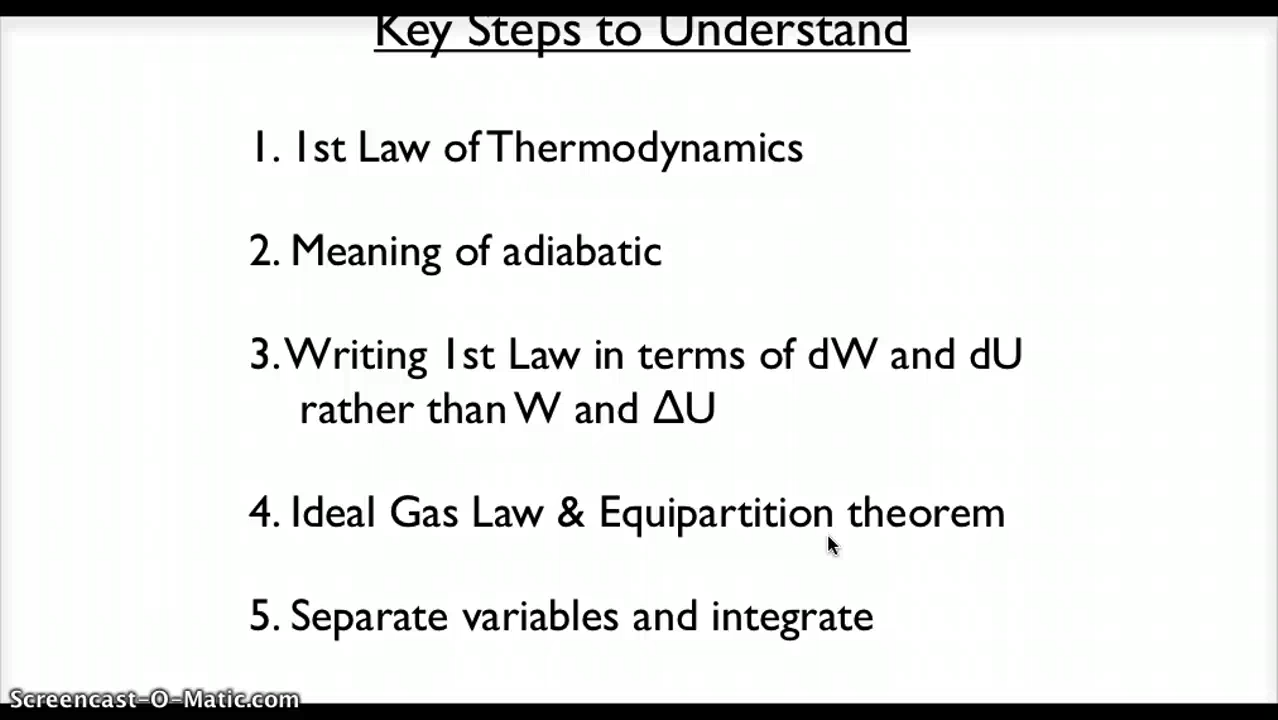 Key Steps to Understand
1. 1st Law of Thermodynamics
2. Meaning of adiabatic
3. Writing 1st Law in terms of dW and dU
rather than W and ΔU
4. Ideal Gas Law & Equipartition theorem
5. Separate variables and integrate
Screencast-O-Matic.com